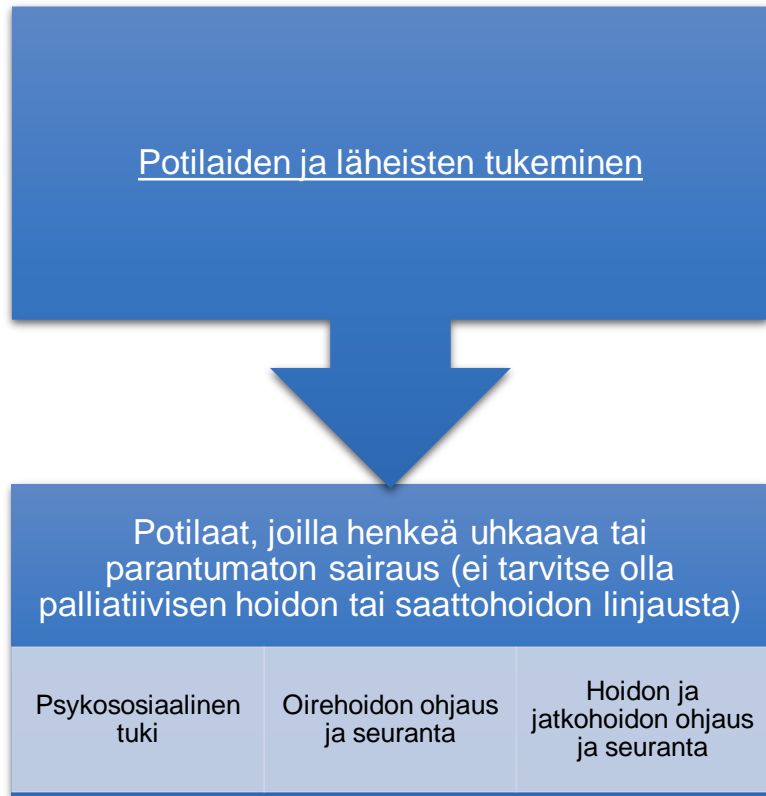 Potilaiden ja läheisten tukeminen
Potilaat, joilla henkeä uhkaava tai
parantumaton sairaus (ei tarvitse olla
palliatiivisen hoidon tai saattohoidon linjausta)
Psykososiaalinen
tuki
Oirehoidon ohjaus
ja seuranta
Hoidon ja
jatkohoidon ohjaus
ja seuranta